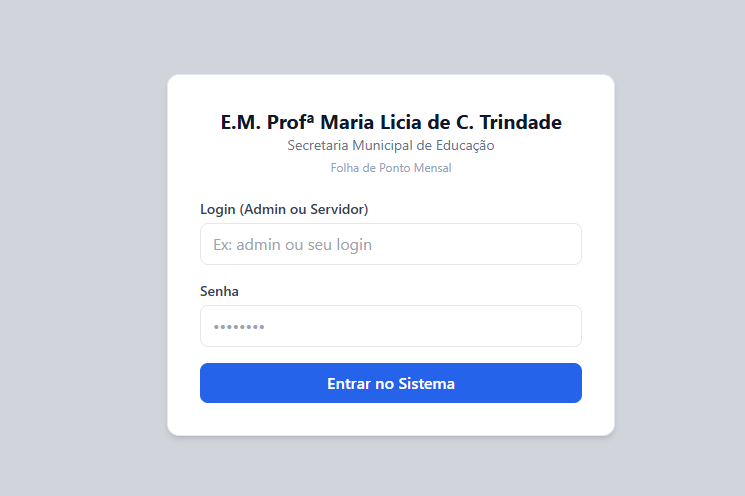 E.M. Profª Maria Licia de C. Trindade
Secretaria Municipal de Educação
Folha de Ponto Mensal
Login (Admin ou Servidor)
Ex: admin ou seu login
Senha
••••••••
Entrar no Sistema